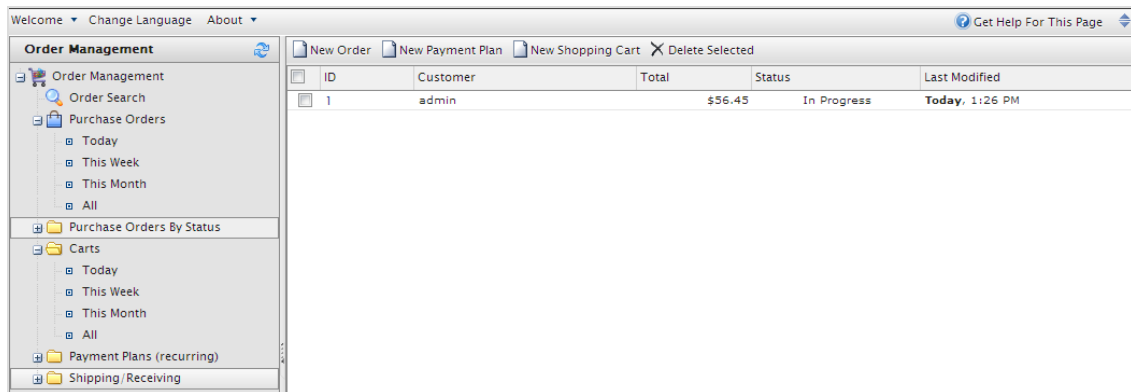 Welcome Change Language About Get Help For This Page
Order Management
New Order New Payment Plan New Shopping Cart Delete Selected
ID Customer Total Status Last Modified
1 admin $56.45 In Progress Today, 1:26 PM
Order Management
Order Search
Purchase Orders
Today
This Week
This Month
All
Purchase Orders By Status
Carts
Today
This Week
This Month
All
Payment Plans (recurring)
Shipping/Receiving